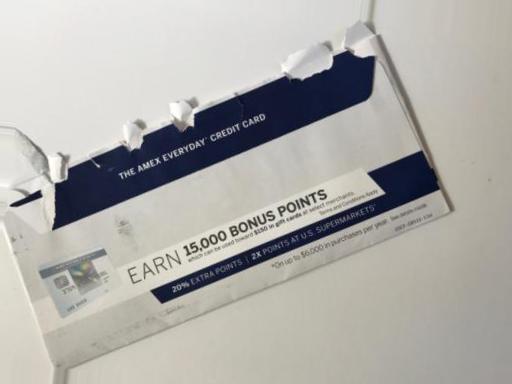 THE AMEX EVERYDAY® CREDIT CARD
EARN 15,000 BONUS POINTS
which can be used toward $150 in gift cards at select merchants.
Terms and Conditions Apply
20% EXTRA POINTS | 2X POINTS AT U.S. SUPERMARKETS*
*On up to $6,000 in purchases per year. See details inside